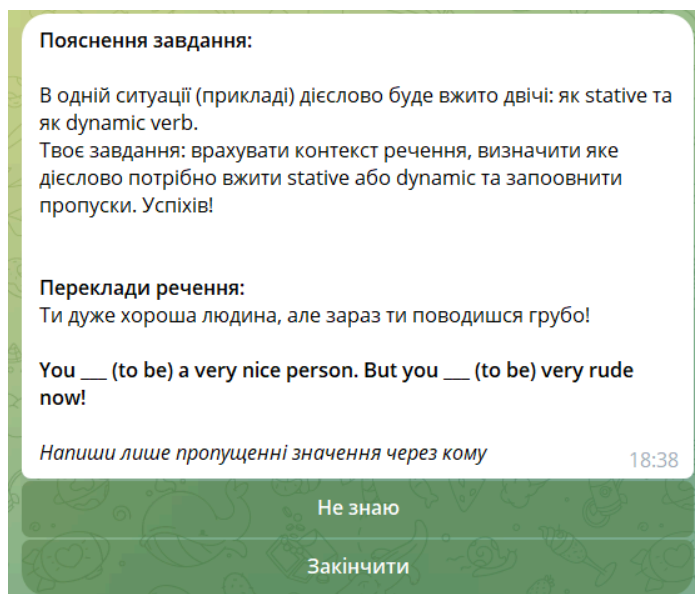 Пояснення завдання:
В одній ситуації (прикладі) дієслово буде вжито двічі: як stative та
як dynamic verb.
Твоє завдання: врахувати контекст речення, визначити яке
дієслово потрібно вжити stative або dynamic та запоовнити
пропуски. Успіхів!
Переклади речення:
Ти дуже хороша людина, але зараз ти поводишся грубо!
You ___ (to be) a very nice person. But you ___ (to be) very rude
now!
Напиши лише пропущенні значення через кому
18:38
Не знаю
Закінчити